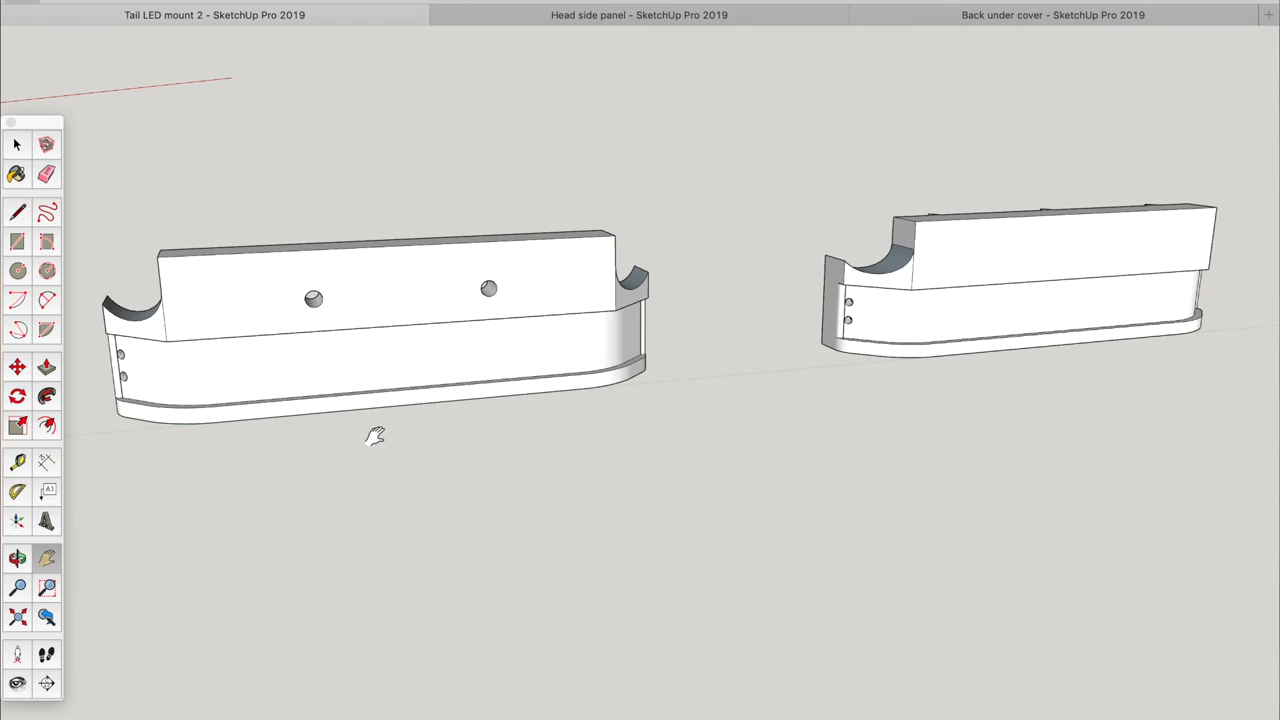 Tail LED mount 2 - SketchUp Pro 2019
Head side panel - SketchUp Pro 2019
Back under cover - SketchUp Pro 2019
A1